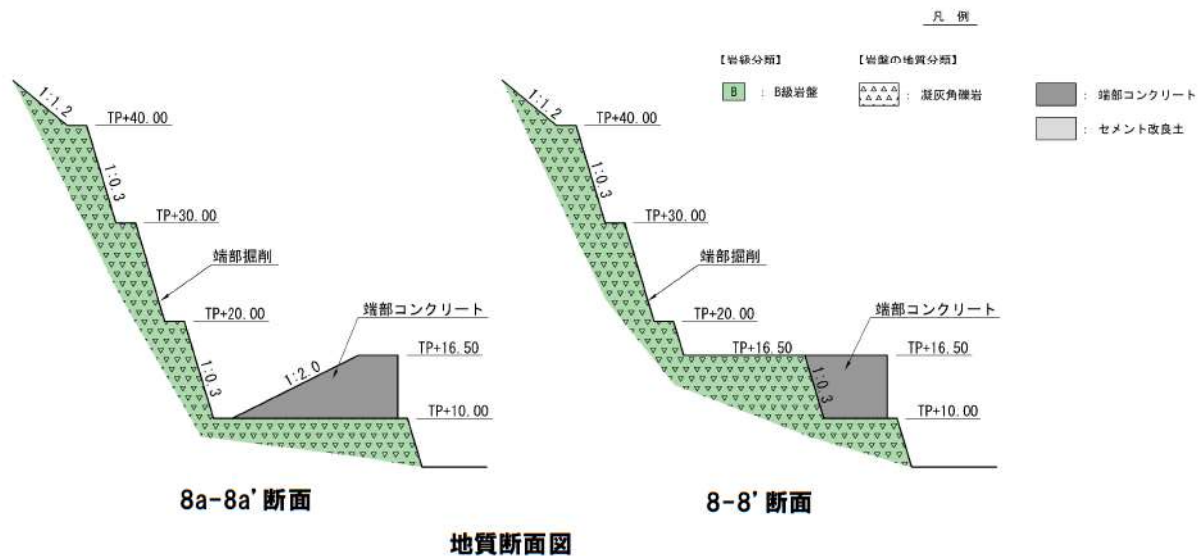 凡 例
【岩級分類】
B : B級岩盤
【岩盤の地質分類】
: 凝灰角礫岩
: 端部コンクリート
: セメント改良土
1:1.2
TP+40.00
1:0.3
TP+30.00
端部掘削
TP+20.00
端部コンクリート
TP+16.50
1:2.0
1:0.3
TP+10.00
8a-8a'断面
1:1.2
TP+40.00
1:0.3
TP+30.00
端部掘削
TP+20.00
端部コンクリート
TP+16.50
TP+16.50
1:0.3
TP+10.00
8-8'断面
地質断面図